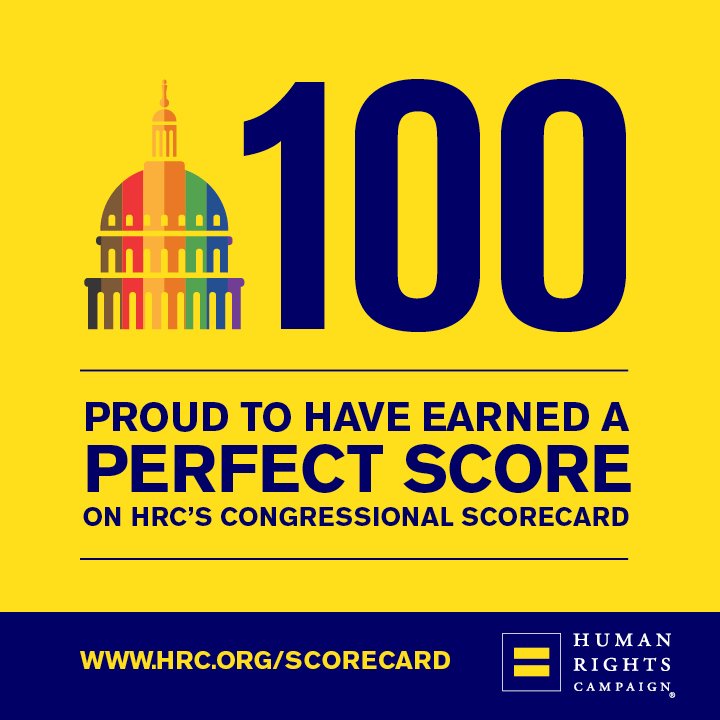 100
PROUD TO HAVE EARNED A
PERFECT SCORE
ON HRC’S CONGRESSIONAL SCORECARD
WWW.HRC.ORG/SCORECARD
HUMAN
RIGHTS
CAMPAIGN®